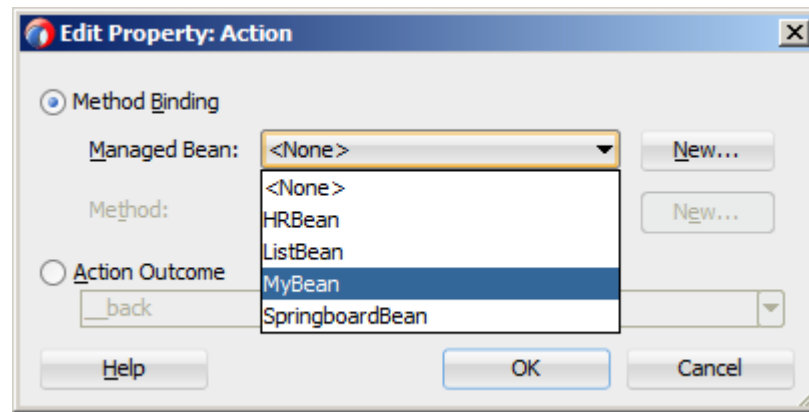 Edit Property: Action
Method Binding
Managed Bean: <None> New...
<None>
Method: HRBean New...
ListBean
Action Outcome
MyBean
__back
SpringboardBean
Help OK Cancel